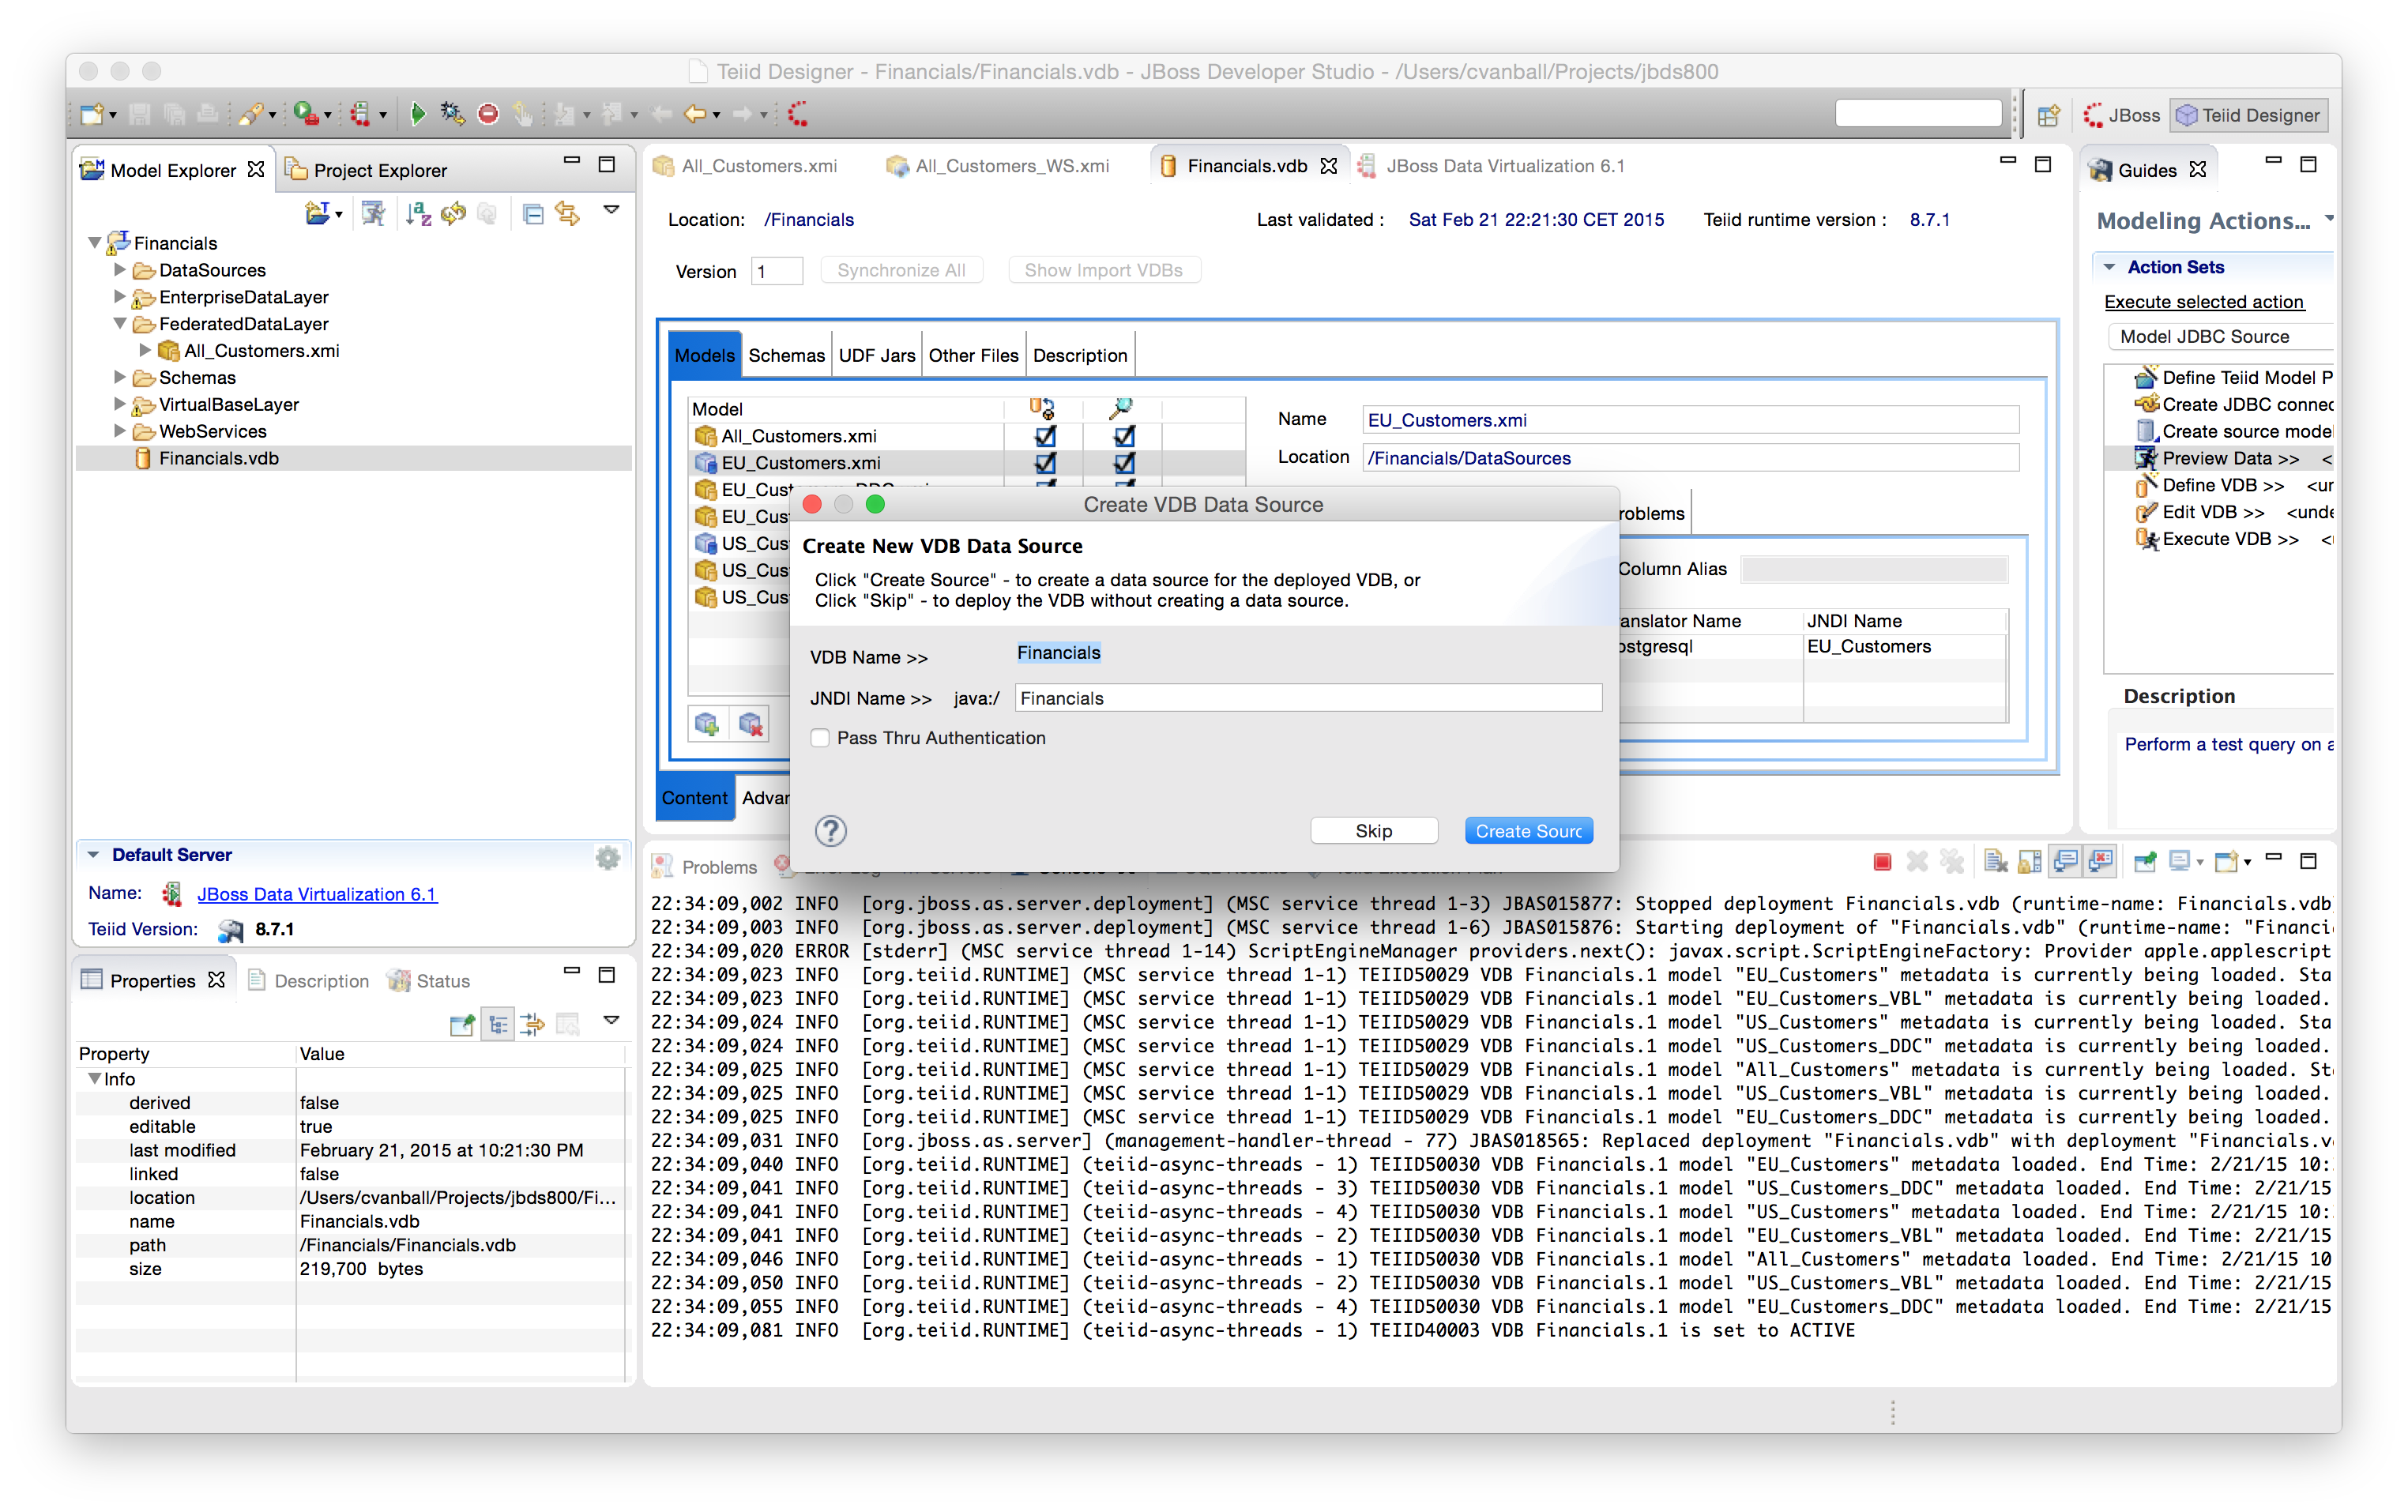 Teiid Designer - Financials/Financials.vdb - JBoss Developer Studio - /Users/cvanball/Projects/jbds800
JBoss
Teiid Designer
Model Explorer
Project Explorer
Financials
DataSources
EnterpriseDataLayer
FederatedDataLayer
All_Customers.xmi
Schemas
VirtualBaseLayer
WebServices
Financials.vdb
Default Server
Name: JBoss Data Virtualization 6.1
Teiid Version: 8.7.1
Properties
Description
Status
Property Value
Info
derived false
editable true
last modified February 21, 2015 at 10:21:30 PM
linked false
location /Users/cvanball/Projects/jbds800/Fi...
name Financials.vdb
path /Financials/Financials.vdb
size 219,700 bytes
All_Customers.xmi
All_Customers_WS.xmi
Financials.vdb
JBoss Data Virtualization 6.1
Location: /Financials
Last validated : Sat Feb 21 22:21:30 CET 2015
Teiid runtime version : 8.7.1
Version 1
Synchronize All
Show Import VDBs
Models
Schemas
UDF Jars
Other Files
Description
Model
All_Customers.xmi
EU_Customers.xmi
EU_Cust
EU_Cus
US_Cus
US_Cus
US_Cus
Name EU_Customers.xmi
Location /Financials/DataSources
roblems
Column Alias
anslator Name JNDI Name
ostgresql EU_Customers
Content
Advar
Create VDB Data Source
Create New VDB Data Source
Click "Create Source" - to create a data source for the deployed VDB, or
Click "Skip" - to deploy the VDB without creating a data source.
VDB Name >> Financials
JNDI Name >> java:/ Financials
Pass Thru Authentication
?
Skip
Create Sourc
Guides
Modeling Actions...
Action Sets
Execute selected action
Model JDBC Source
Define Teiid Model P
Create JDBC connec
Create source mode
Preview Data >> <
Define VDB >> <ur
Edit VDB >> <unde
Execute VDB >> <
Description
Perform a test query on a
Problems
22:34:09,002 INFO [org.jboss.as.server.deployment] (MSC service thread 1-3) JBAS015877: Stopped deployment Financials.vdb (runtime-name: Financials.vdb)
22:34:09,003 INFO [org.jboss.as.server.deployment] (MSC service thread 1-6) JBAS015876: Starting deployment of "Financials.vdb" (runtime-name: "Financi
22:34:09,020 ERROR [stderr] (MSC service thread 1-14) ScriptEngineManager providers.next(): javax.script.ScriptEngineFactory: Provider apple.applescript
22:34:09,023 INFO [org.teiid.RUNTIME] (MSC service thread 1-1) TEIID50029 VDB Financials.1 model "EU_Customers" metadata is currently being loaded. Sta
22:34:09,023 INFO [org.teiid.RUNTIME] (MSC service thread 1-1) TEIID50029 VDB Financials.1 model "EU_Customers_VBL" metadata is currently being loaded.
22:34:09,024 INFO [org.teiid.RUNTIME] (MSC service thread 1-1) TEIID50029 VDB Financials.1 model "US_Customers" metadata is currently being loaded. Sta
22:34:09,024 INFO [org.teiid.RUNTIME] (MSC service thread 1-1) TEIID50029 VDB Financials.1 model "US_Customers_DDC" metadata is currently being loaded.
22:34:09,025 INFO [org.teiid.RUNTIME] (MSC service thread 1-1) TEIID50029 VDB Financials.1 model "All_Customers" metadata is currently being loaded. St
22:34:09,025 INFO [org.teiid.RUNTIME] (MSC service thread 1-1) TEIID50029 VDB Financials.1 model "US_Customers_VBL" metadata is currently being loaded.
22:34:09,025 INFO [org.teiid.RUNTIME] (MSC service thread 1-1) TEIID50029 VDB Financials.1 model "EU_Customers_DDC" metadata is currently being loaded.
22:34:09,031 INFO [org.jboss.as.server] (management-handler-thread - 77) JBAS018565: Replaced deployment "Financials.vdb" with deployment "Financials.v
22:34:09,040 INFO [org.teiid.RUNTIME] (teiid-async-threads - 1) TEIID50030 VDB Financials.1 model "EU_Customers" metadata loaded. End Time: 2/21/15 10:
22:34:09,041 INFO [org.teiid.RUNTIME] (teiid-async-threads - 3) TEIID50030 VDB Financials.1 model "US_Customers_DDC" metadata loaded. End Time: 2/21/15
22:34:09,041 INFO [org.teiid.RUNTIME] (teiid-async-threads - 4) TEIID50030 VDB Financials.1 model "US_Customers" metadata loaded. End Time: 2/21/15 10:
22:34:09,041 INFO [org.teiid.RUNTIME] (teiid-async-threads - 2) TEIID50030 VDB Financials.1 model "EU_Customers_VBL" metadata loaded. End Time: 2/21/15
22:34:09,046 INFO [org.teiid.RUNTIME] (teiid-async-threads - 1) TEIID50030 VDB Financials.1 model "All_Customers" metadata loaded. End Time: 2/21/15 10
22:34:09,050 INFO [org.teiid.RUNTIME] (teiid-async-threads - 2) TEIID50030 VDB Financials.1 model "US_Customers_VBL" metadata loaded. End Time: 2/21/15
22:34:09,055 INFO [org.teiid.RUNTIME] (teiid-async-threads - 4) TEIID50030 VDB Financials.1 model "EU_Customers_DDC" metadata loaded. End Time: 2/21/15
22:34:09,081 INFO [org.teiid.RUNTIME] (teiid-async-threads - 1) TEIID40003 VDB Financials.1 is set to ACTIVE